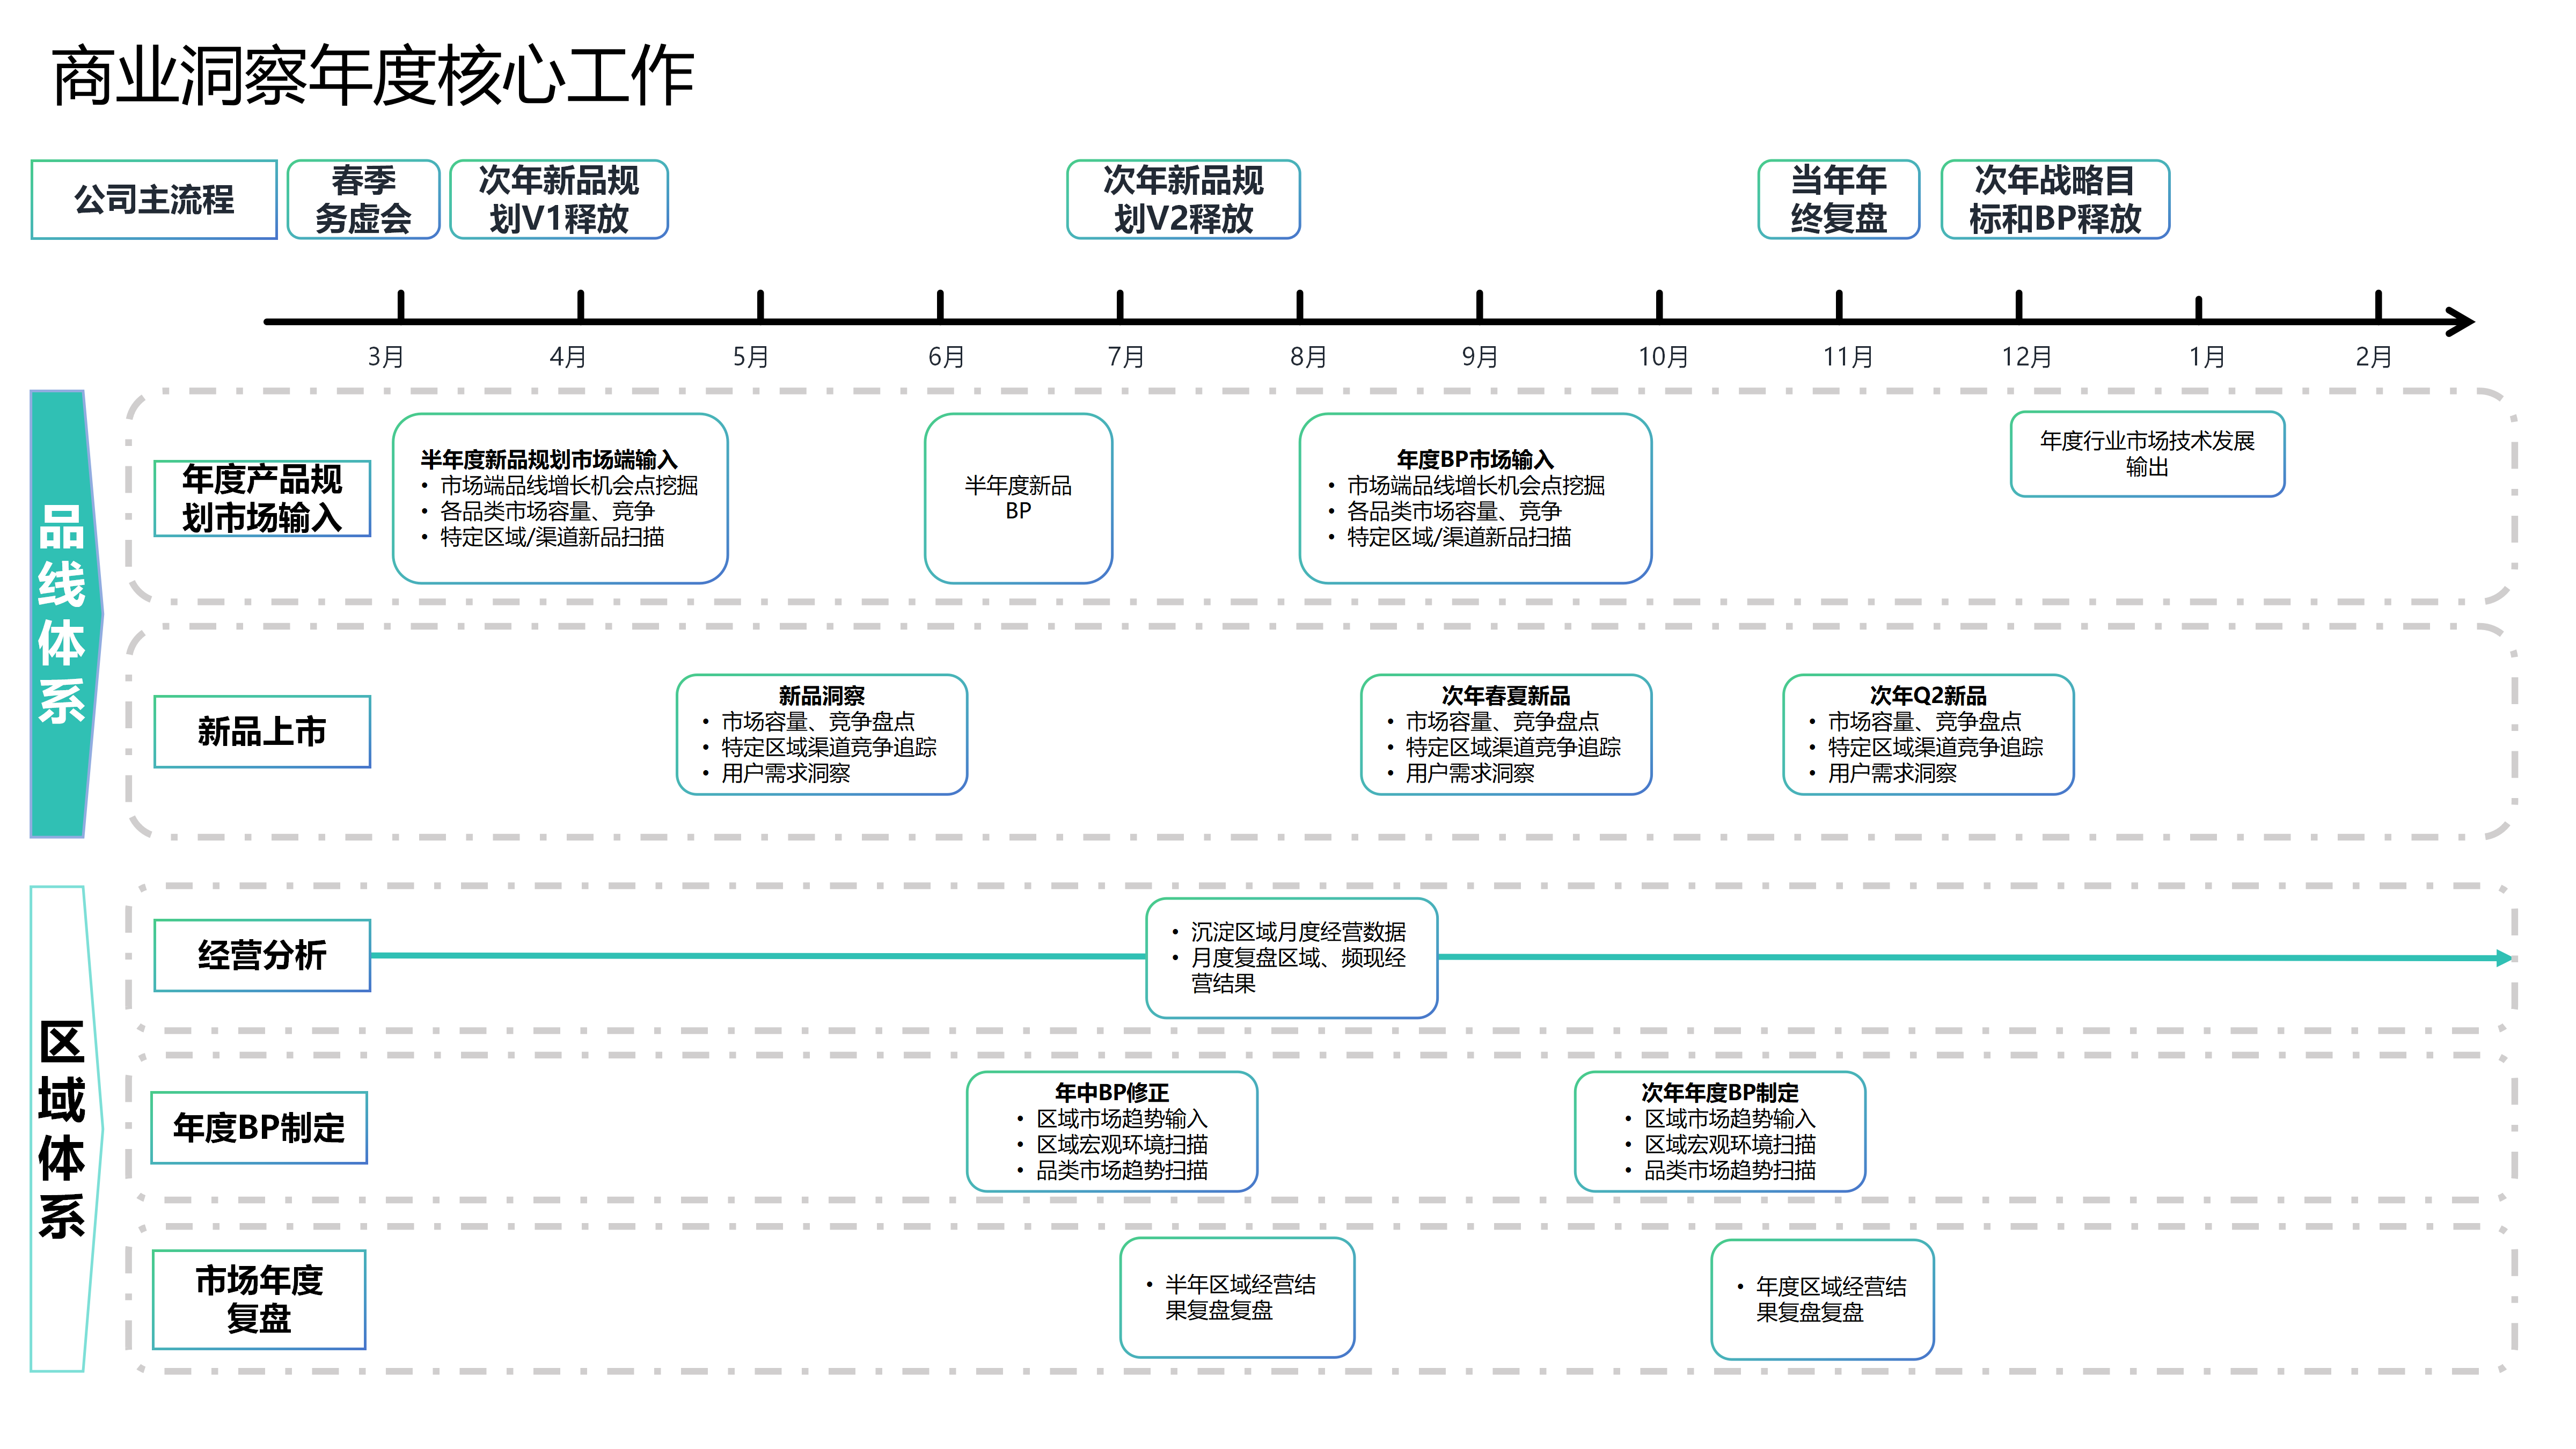 商业洞察年度核心工作
公司主流程
春季
务虚会
次年新品规
划V1释放
次年新品规
划V2释放
当年年
终复盘
次年战略目
标和BP释放
3月
4月
5月
6月
7月
8月
9月
10月
11月
12月
1月
2月
品
线
体
系
年度产品规
划市场输入
半年度新品规划市场端输入
• 市场端品线增长机会点挖掘
• 各品类市场容量、竞争
• 特定区域/渠道新品扫描
半年度新品
BP
年度BP市场输入
• 市场端品线增长机会点挖掘
• 各品类市场容量、竞争
• 特定区域/渠道新品扫描
年度行业市场技术发展
输出
新品上市
新品洞察
• 市场容量、竞争盘点
• 特定区域渠道竞争追踪
• 用户需求洞察
次年春夏新品
• 市场容量、竞争盘点
• 特定区域渠道竞争追踪
• 用户需求洞察
次年Q2新品
• 市场容量、竞争盘点
• 特定区域渠道竞争追踪
• 用户需求洞察
区
域
体
系
经营分析
• 沉淀区域月度经营数据
• 月度复盘区域、频现经
营结果
年度BP制定
年中BP修正
• 区域市场趋势输入
• 区域宏观环境扫描
• 品类市场趋势扫描
次年年度BP制定
• 区域市场趋势输入
• 区域宏观环境扫描
• 品类市场趋势扫描
市场年度
复盘
• 半年区域经营结
果复盘复盘
• 年度区域经营结
果复盘复盘